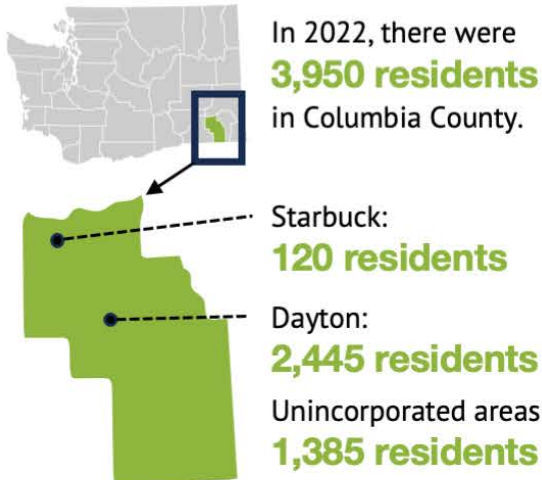 In 2022, there were
3,950 residents
in Columbia County.
Starbuck:
120 residents
Dayton:
2,445 residents
Unincorporated areas
1,385 residents